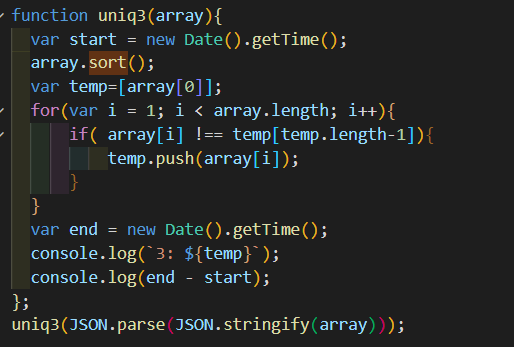 function uniq3(array){
  var start = new Date().getTime();
  array.sort();
  var temp=[array[0]];
  for(var i = 1; i < array.length; i++){
      if( array[i] !== temp[temp.length-1]){
          temp.push(array[i]);
      }
  }
  var end = new Date().getTime();
  console.log(`3: ${temp}`);
  console.log(end - start);
};
uniq3(JSON.parse(JSON.stringify(array)));